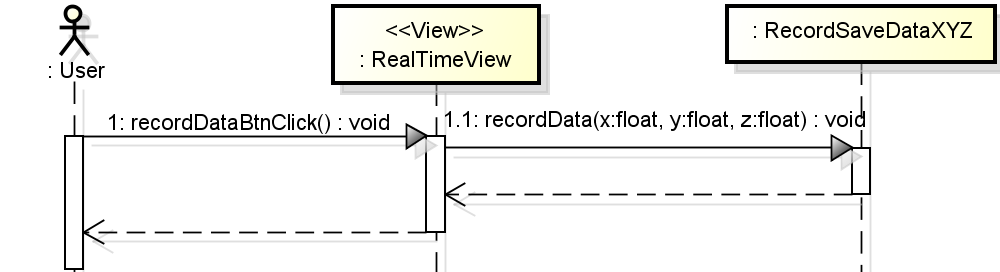 : User
<<View>>
: RealTimeView
: RecordSaveDataXYZ
1: recordDataBtnClick() : void
1.1: recordData(x:float, y:float, z:float) : void